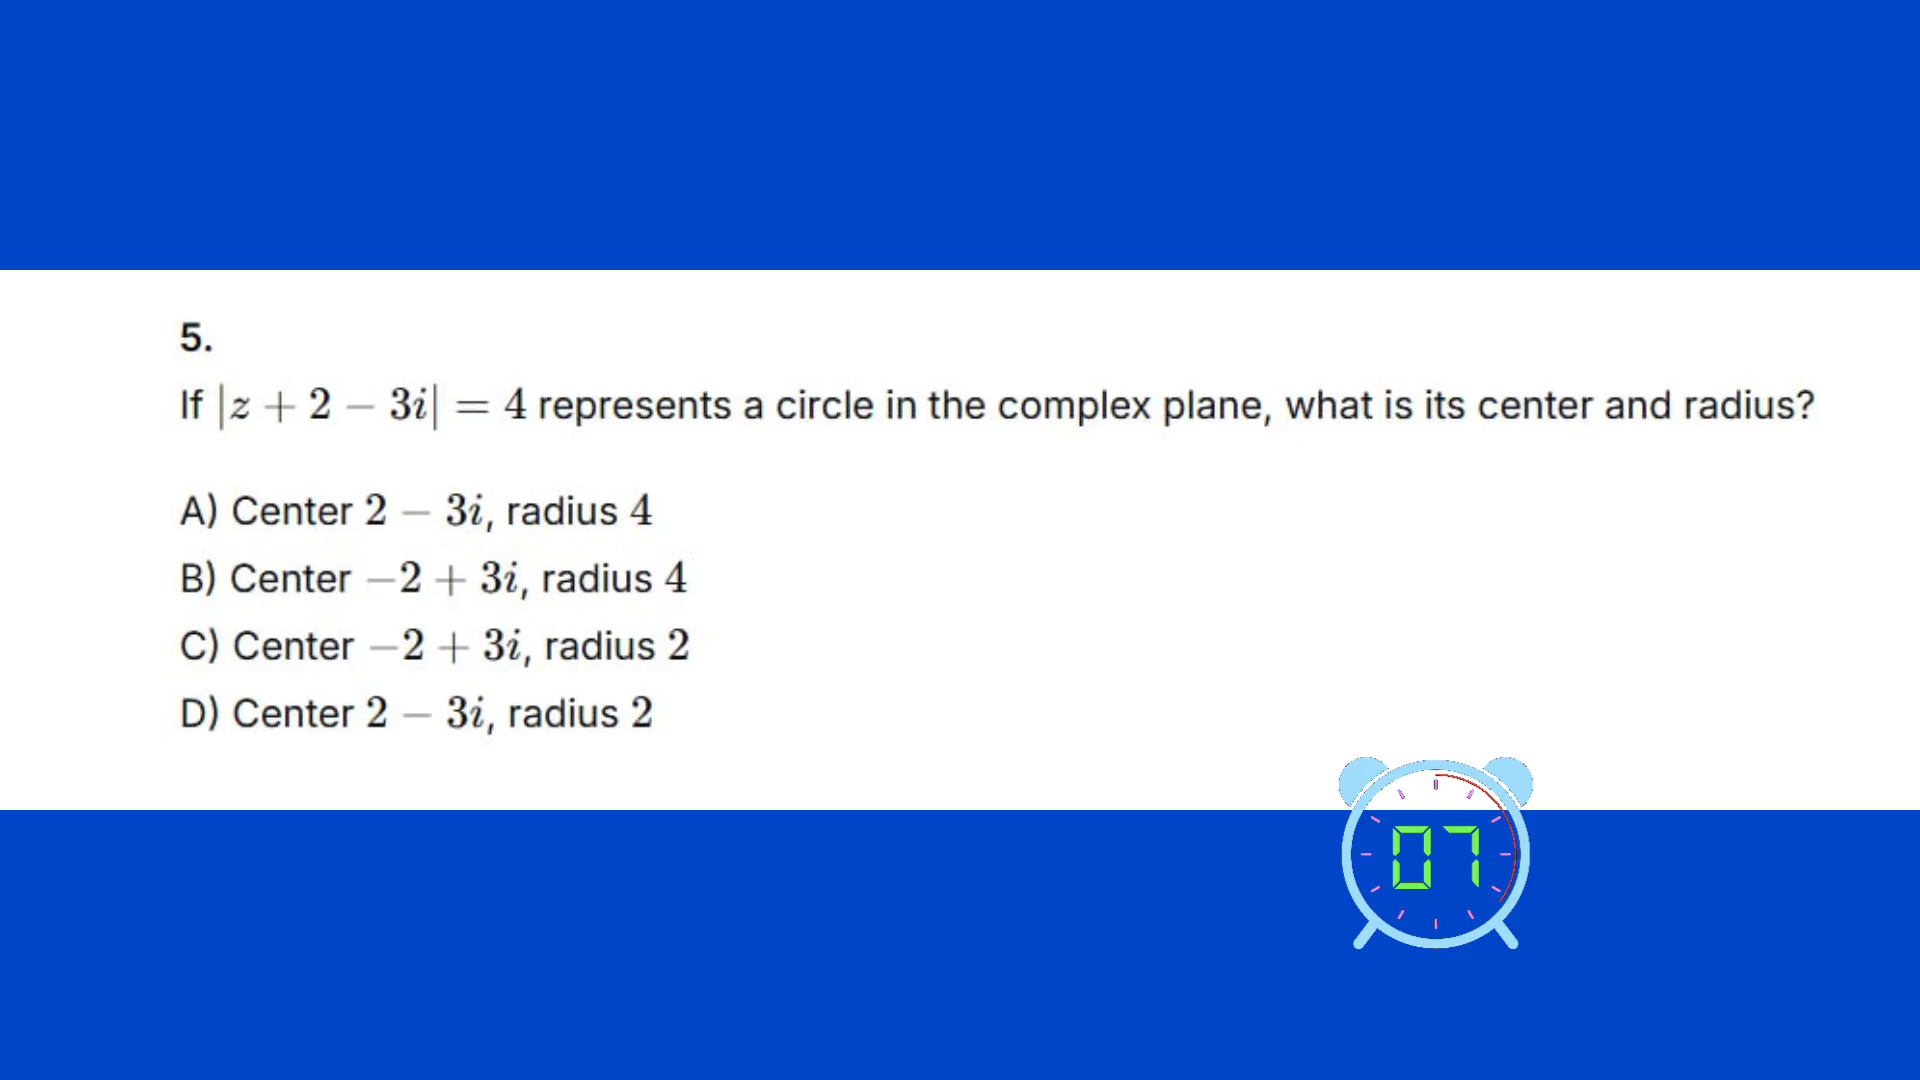 5.
If |z + 2 − 3i| = 4 represents a circle in the complex plane, what is its center and radius?
A) Center 2 − 3i, radius 4
B) Center −2 + 3i, radius 4
C) Center −2 + 3i, radius 2
D) Center 2 − 3i, radius 2
07